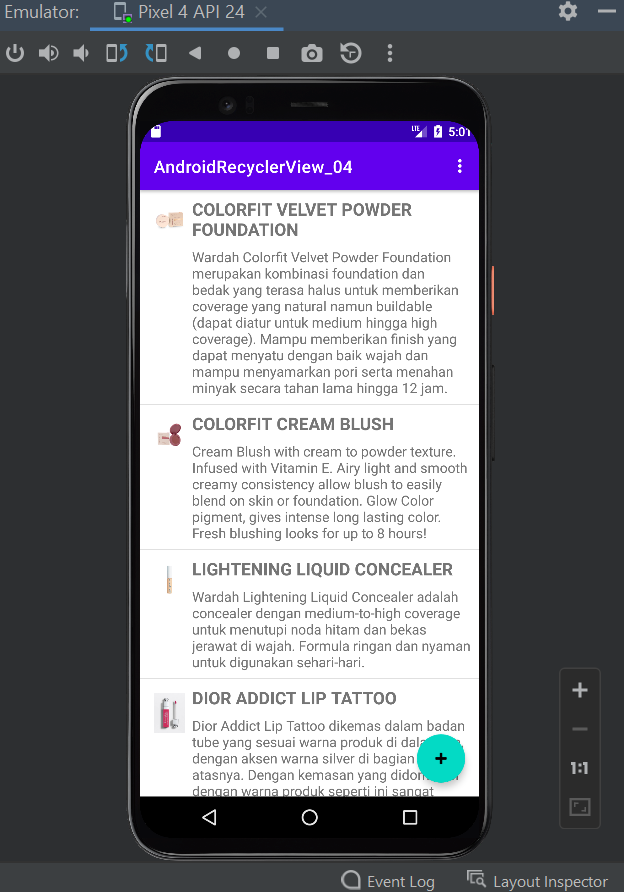 Emulator:
Pixel 4 API 24
LTE
5:01
AndroidRecyclerView_04
COLORFIT VELVET POWDER
FOUNDATION
Wardah Colorfit Velvet Powder Foundation
merupakan kombinasi foundation dan
bedak yang terasa halus untuk memberikan
coverage yang natural namun buildable
(dapat diatur untuk medium hingga high
coverage). Mampu memberikan finish yang
dapat menyatu dengan baik wajah dan
mampu menyamarkan pori serta menahan
minyak secara tahan lama hingga 12 jam.
COLORFIT CREAM BLUSH
Cream Blush with cream to powder texture.
Infused with Vitamin E. Airy light and smooth
creamy consistency allow blush to easily
blend on skin or foundation. Glow Color
pigment, gives intense long lasting color.
Fresh blushing looks for up to 8 hours!
LIGHTENING LIQUID CONCEALER
Wardah Lightening Liquid Concealer adalah
concealer dengan medium-to-high coverage
untuk menutupi noda hitam dan bekas
jerawat di wajah. Formula ringan dan nyaman
untuk digunakan sehari-hari.
DIOR ADDICT LIP TATTOO
Dior Addict Lip Tattoo dikemas dalam badan
tube yang sesuai warna produk di
dengan aksen warna silver di bagian
atasnya. Dengan kemasan yang
dengan warna produk seperti ini sangat
1:1
Event Log
Layout Inspector